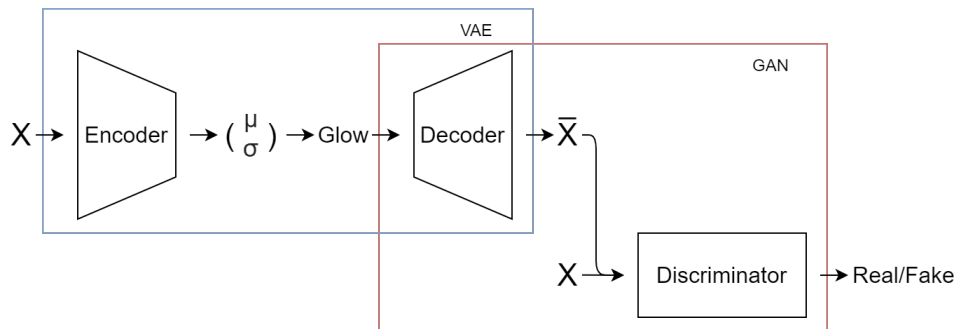 VAE
GAN
X
Encoder
( μ
σ )
Glow
Decoder
X̅
X
Discriminator
Real/Fake